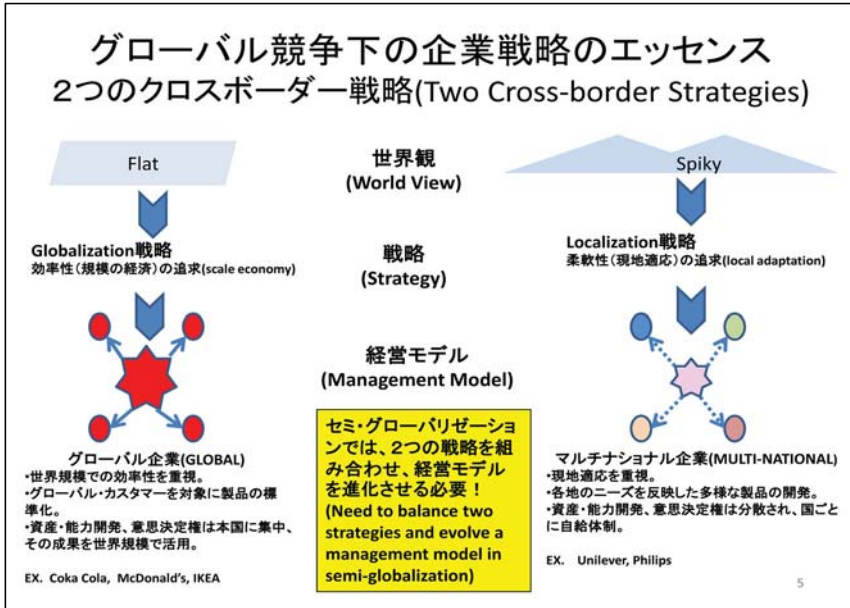 グローバル競争下の企業戦略のエッセンス
２つのクロスボーダー戦略(Two Cross-border Strategies)
Flat
世界観
(World View)
Spiky
Globalization戦略
効率性(規模の経済)の追求(scale economy)
戦略
(Strategy)
Localization戦略
柔軟性(現地適応)の追求(local adaptation)
経営モデル
(Management Model)
グローバル企業(GLOBAL)
・世界規模での効率性を重視。
・グローバル・カスタマーを対象に製品の標
準化。
・資産・能力開発、意思決定権は本国に集中、
その成果を世界規模で活用。
EX. Coka Cola, McDonald's, IKEA
セミ・グローバリゼーショ
ンでは、２つの戦略を組
み合わせ、経営モデル
を進化させる必要！
(Need to balance two
strategies and evolve a
management model in
semi-globalization)
マルチナショナル企業(MULTI-NATIONAL)
・現地適応を重視。
・各地のニーズを反映した多様な製品の開発。
・資産・能力開発、意思決定権は分散され、国ごと
に自給体制。
EX. Unilever, Philips
5